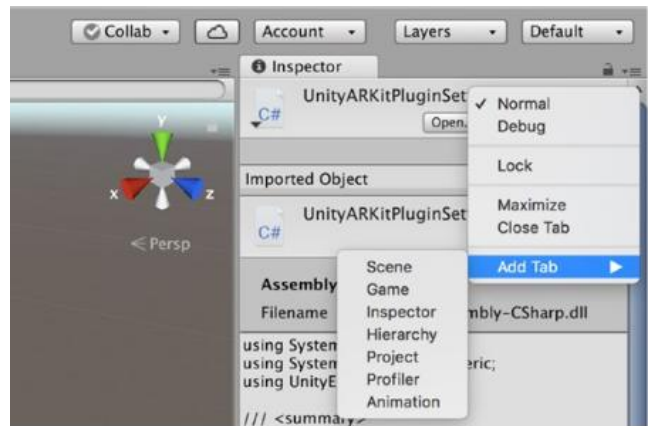 Collab
Account
Layers
Default
Inspector
UnityARKitPluginSet
C#
Open.
Normal
Debug
Lock
Maximize
Close Tab
Add Tab
Imported Object
UnityARKitPluginSet
C#
y
x
z
Persp
Scene
Game
Inspector
Hierarchy
Project
Profiler
Animation
Assembly
Filename mbly-CSharp.dll
using System
using System eric;
using UnityE
/// <summary>